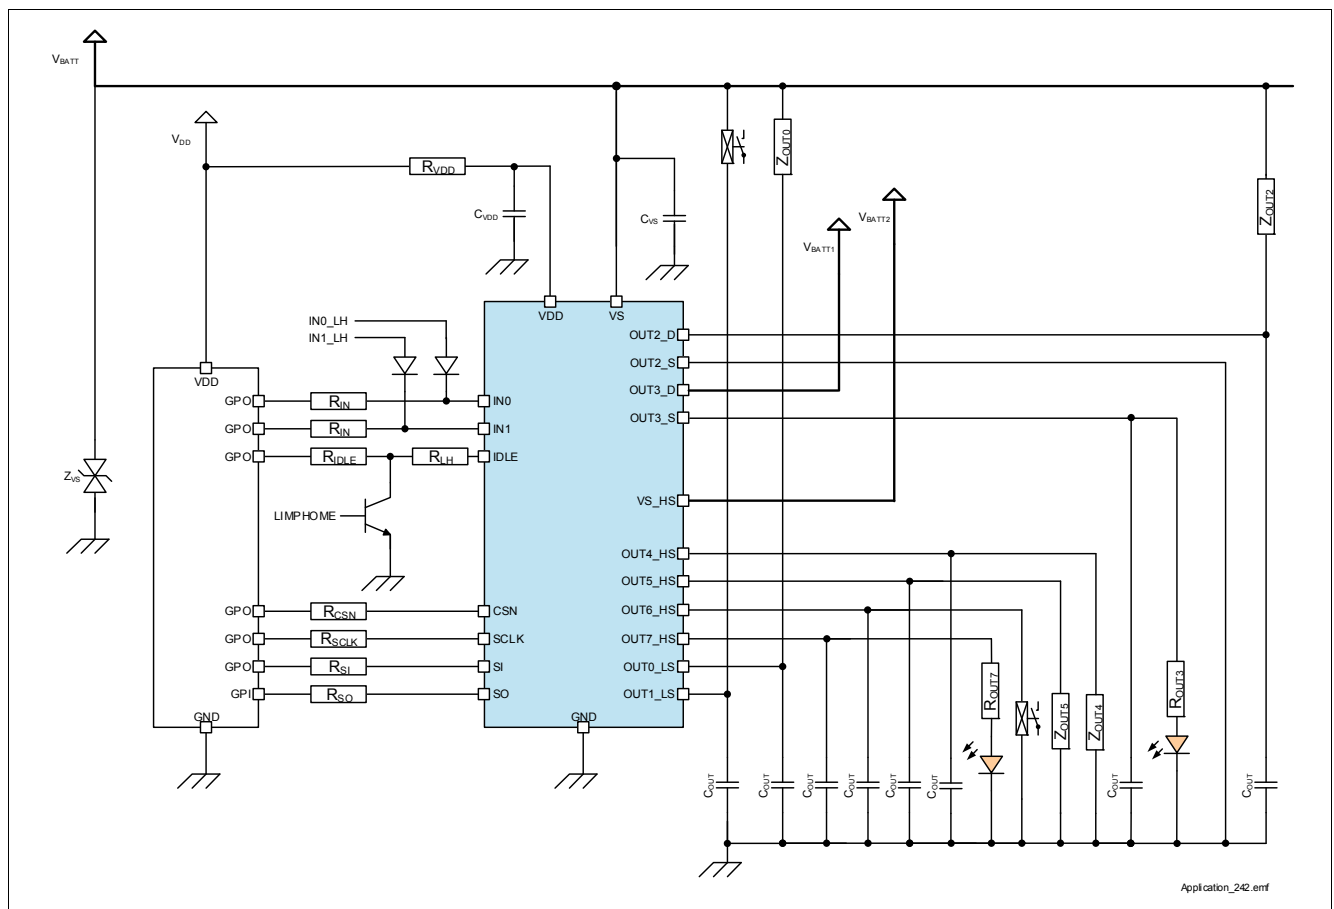 VBATT
VDD
RVDD
ZOUT0
CVDD
CVS
VBATT2
VBATT1
ZOUT2
VDD
VS
IN0_LH
IN1_LH
OUT2_D
OUT2_S
OUT3_D
OUT3_S
VDD
GPO
RIN
IN0
GPO
RIN
IN1
GPO
RIDLE
RLH
IDLE
ZVS
LIMPHOME
VS_HS
OUT4_HS
OUT5_HS
OUT6_HS
OUT7_HS
OUT0_LS
OUT1_LS
GPO
RCSN
CSN
GPO
RSCLK
SCLK
GPO
RSI
SI
GPI
RSO
SO
GND
GND
ROUT7
ZOUT5
ZOUT4
ROUT3
COUT
COUT
COUT
COUT
COUT
COUT
COUT
COUT
Application_242.emf